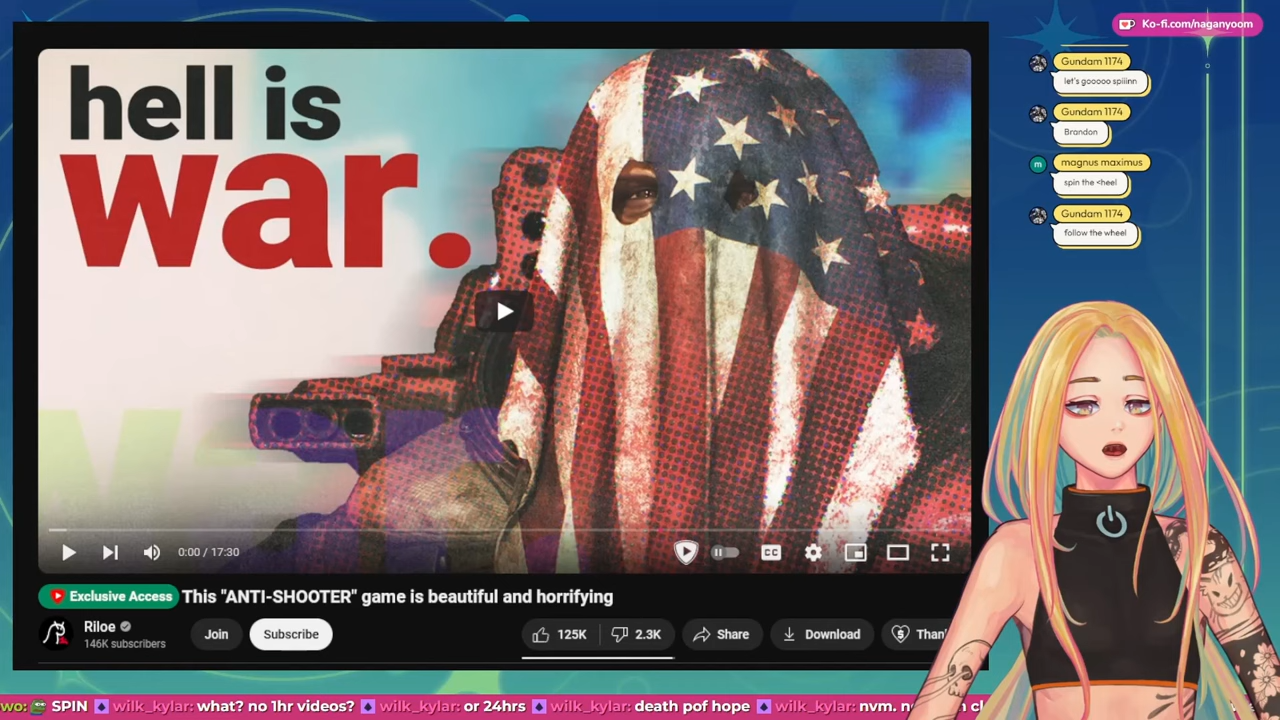 hell is
war.
0:00 / 17:30
CC
Exclusive Access This "ANTI-SHOOTER" game is beautiful and horrifying
Riloe
146K subscribers
Join
Subscribe
125K
2.3K
Share
Download
Ko-fi.com/naganyoom
Gundam 1174
let's gooooo spiiinn
Gundam 1174
Brandon
m
magnus maximus
spin the <heel
Gundam 1174
follow the wheel
wo: SPIN wilk_kylar: what? no 1hr videos? wilk_kylar: or 24hrs wilk_kylar: death pof hope wilk_kylar: nvm.